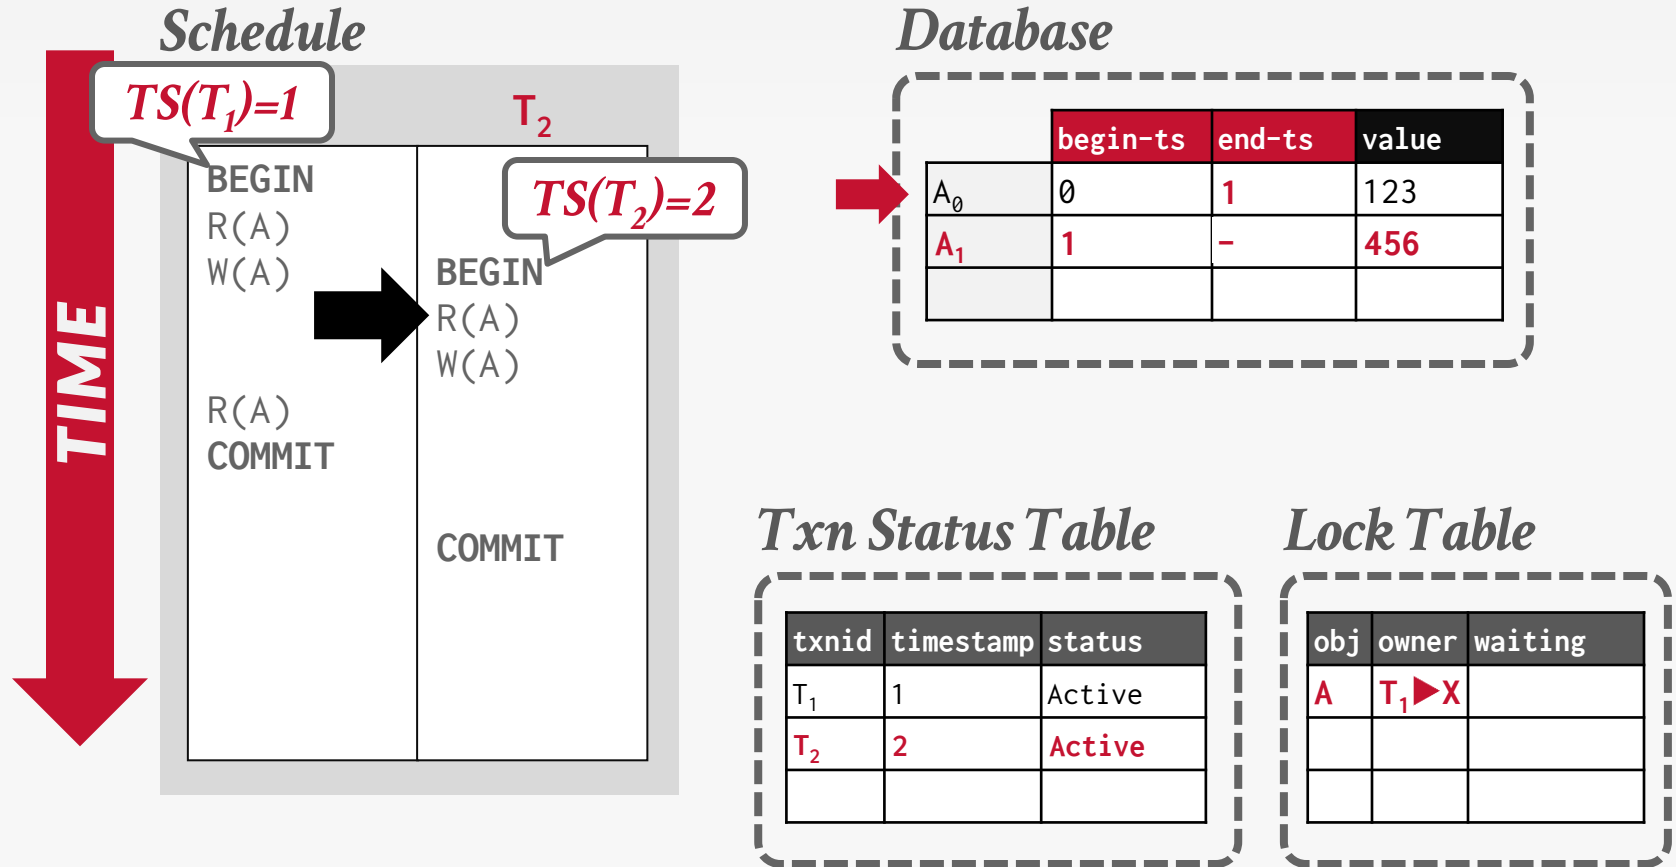 Schedule
TS(T₁)=1
T₂
BEGIN
R(A)
W(A)
R(A)
COMMIT
TS(T₂)=2
BEGIN
R(A)
W(A)
COMMIT
TIME
Database
begin-ts end-ts value
A₀ 0 1 123
A₁ 1 - 456
Txn Status Table
txnid timestamp status
T₁ 1 Active
T₂ 2 Active
Lock Table
obj owner waiting
A T₁▶X